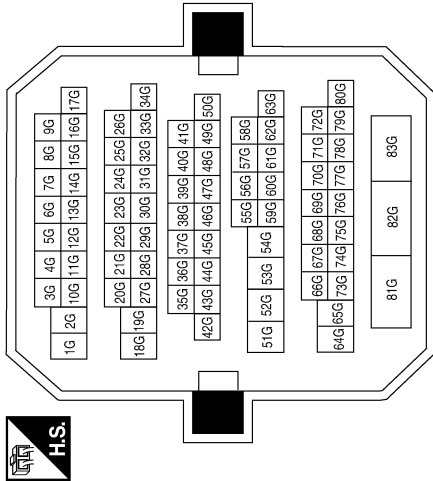 H.S.
3G 4G 5G 6G 7G 8G 9G
1G 2G 10G 11G 12G 13G 14G 15G 16G 17G
20G 21G 22G 23G 24G 25G 26G
18G 19G 27G 28G 29G 30G 31G 32G 33G 34G
35G 36G 37G 38G 39G 40G 41G
42G 43G 44G 45G 46G 47G 48G 49G 50G
55G 56G 57G 58G
51G 52G 53G 54G 59G 60G 61G 62G 63G
66G 67G 68G 69G 70G 71G 72G
64G 65G 73G 74G 75G 76G 77G 78G 79G 80G
81G 82G 83G